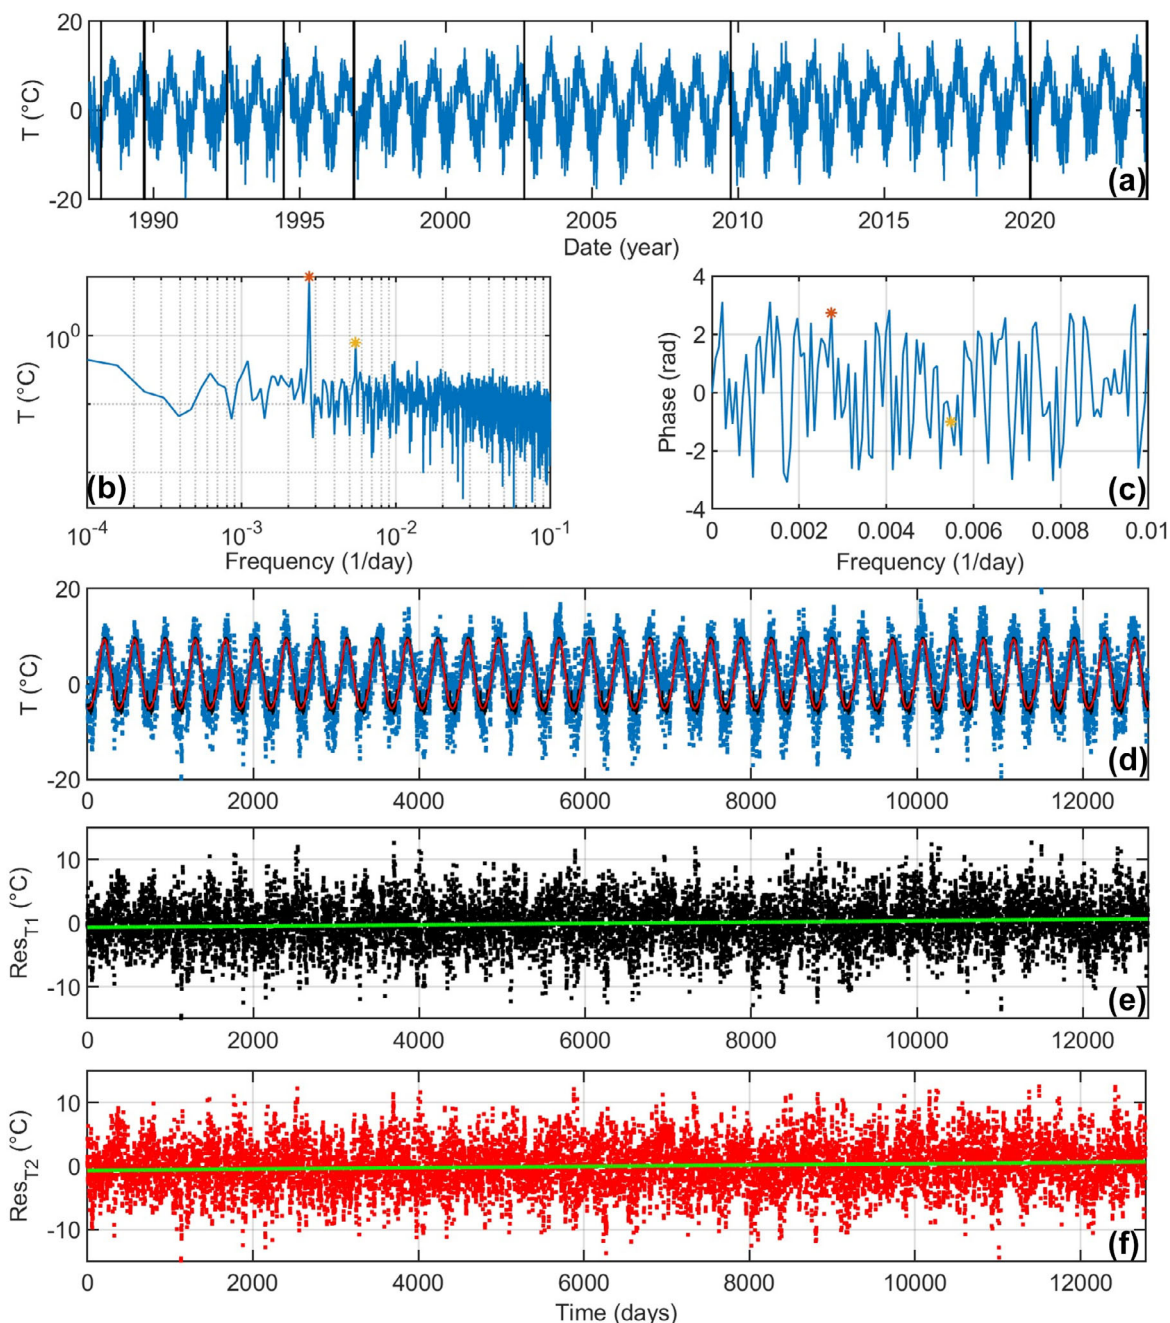 20
0
-20
T (°C)
1990 1995 2000 2005 2010 2015 2020
Date (year)
(a)
10⁰
T (°C)
(b)
10⁻⁴ 10⁻³ 10⁻² 10⁻¹
Frequency (1/day)
4
2
0
-2
-4
Phase (rad)
(c)
0 0.002 0.004 0.006 0.008 0.01
Frequency (1/day)
20
0
-20
T (°C)
(d)
0 2000 4000 6000 8000 10000 12000
10
0
-10
Res_T1 (°C)
(e)
0 2000 4000 6000 8000 10000 12000
10
0
-10
Res_T2 (°C)
(f)
0 2000 4000 6000 8000 10000 12000
Time (days)